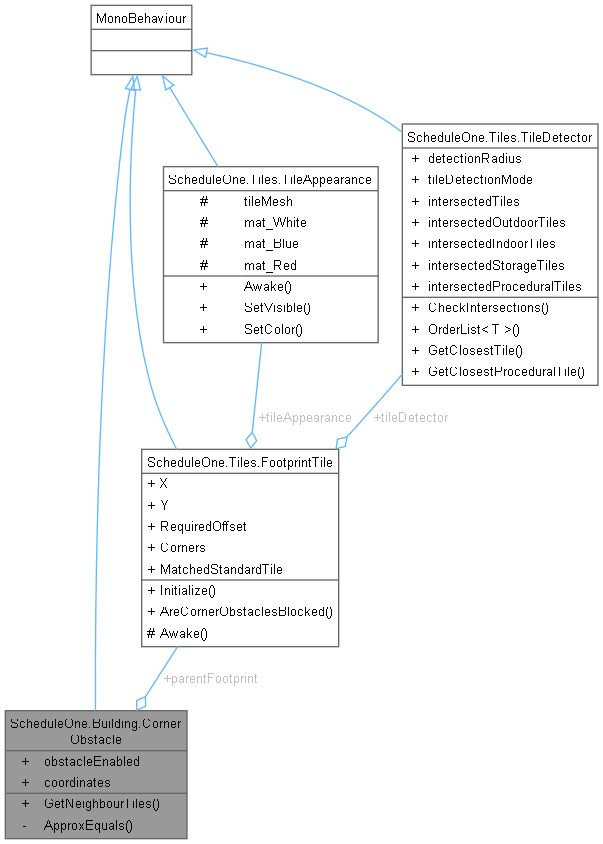 MonoBehaviour
ScheduleOne.Tiles.TileDetector
+ detectionRadius
+ tileDetectionMode
+ intersectedTiles
+ intersectedOutdoorTiles
+ intersectedIndoorTiles
+ intersectedStorageTiles
+ intersectedProceduralTiles
+ CheckIntersections()
+ OrderList< T >()
+ GetClosestTile()
+ GetClosestProceduralTile()
ScheduleOne.Tiles.TileAppearance
# tileMesh
# mat_White
# mat_Blue
# mat_Red
+ Awake()
+ SetVisible()
+ SetColor()
+tileAppearance
+tileDetector
ScheduleOne.Tiles.FootprintTile
+ X
+ Y
+ RequiredOffset
+ Corners
+ MatchedStandardTile
+ Initialize()
+ AreCornerObstaclesBlocked()
# Awake()
+parentFootprint
ScheduleOne.Building.Corner
Obstacle
+ obstacleEnabled
+ coordinates
+ GetNeighbourTiles()
- ApproxEquals()